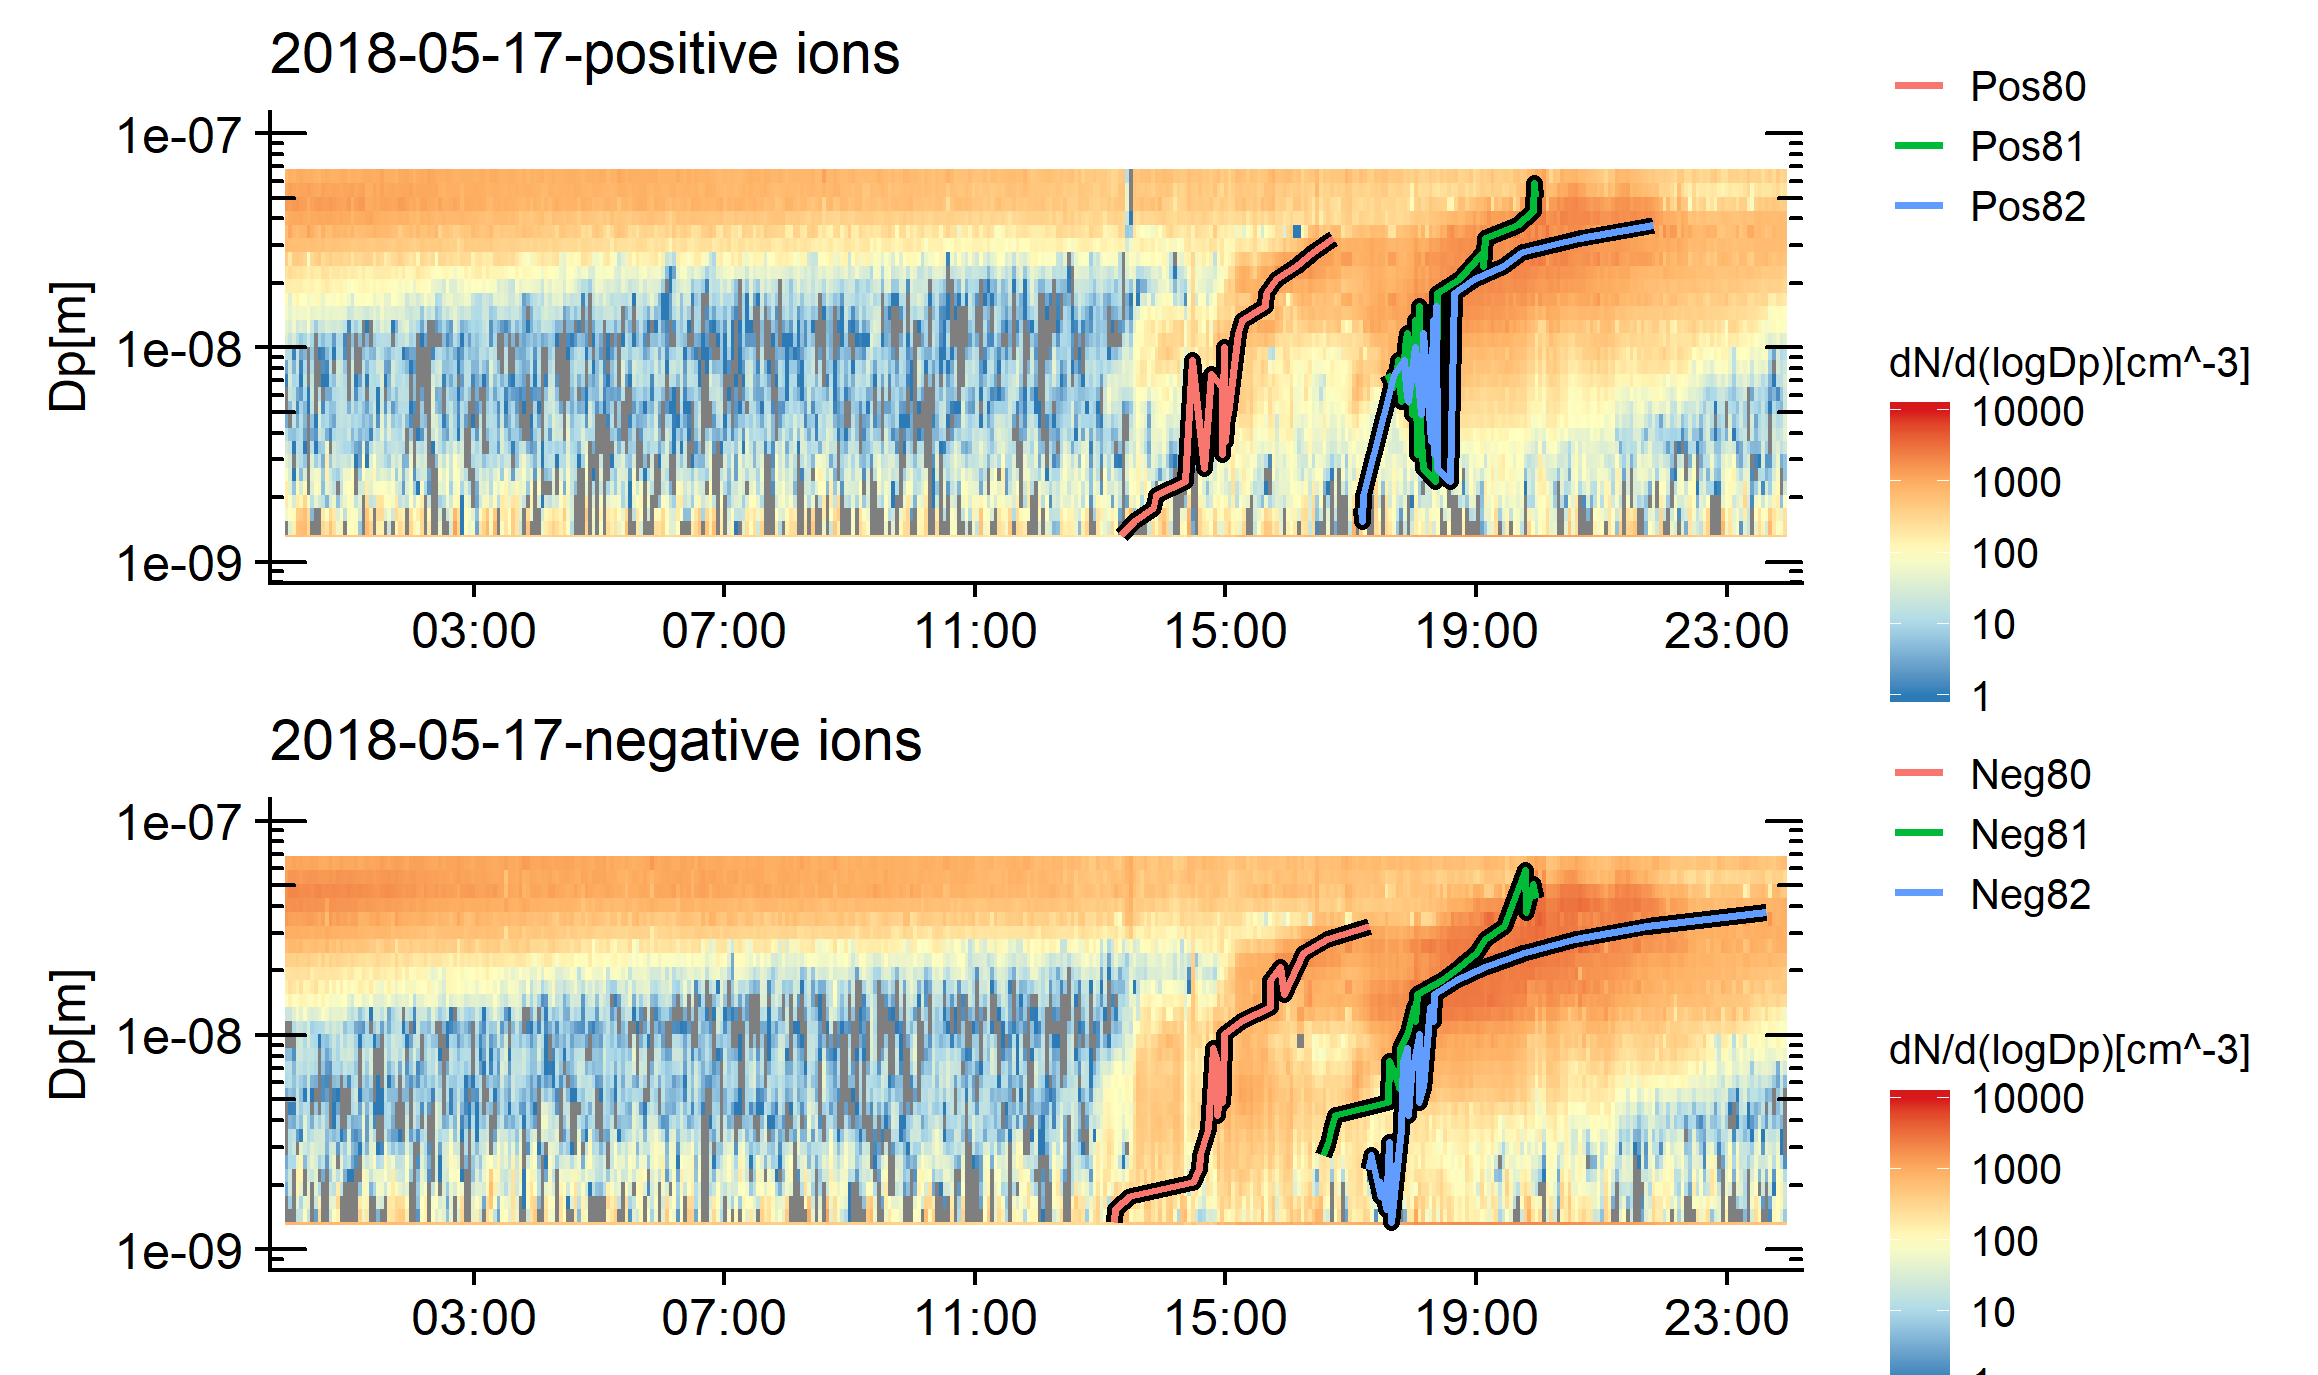 2018-05-17-positive ions
Dp[m]
1e-07
1e-08
1e-09
03:00 07:00 11:00 15:00 19:00 23:00
Pos80
Pos81
Pos82
dN/d(logDp)[cm^-3]
10000
1000
100
10
1
2018-05-17-negative ions
Dp[m]
1e-07
1e-08
1e-09
03:00 07:00 11:00 15:00 19:00 23:00
Neg80
Neg81
Neg82
dN/d(logDp)[cm^-3]
10000
1000
100
10